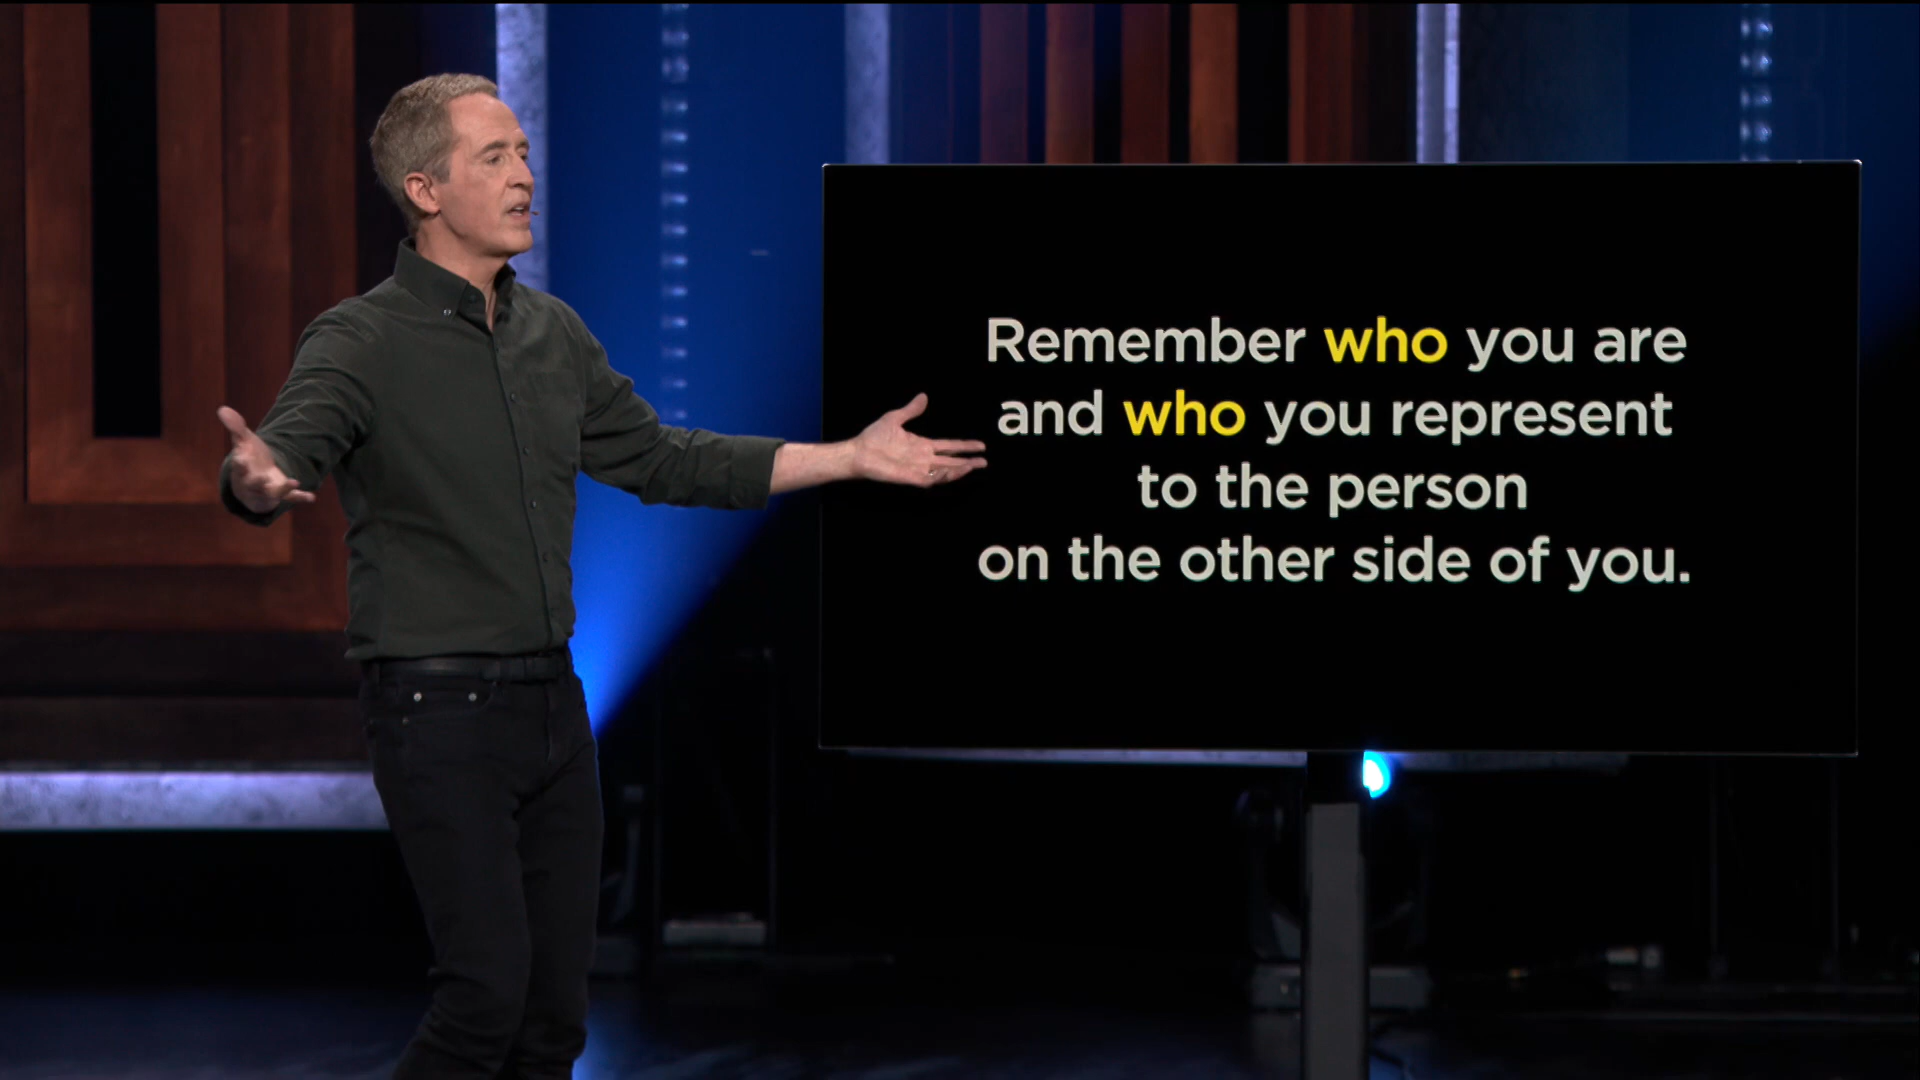 Remember who you are
and who you represent
to the person
on the other side of you.